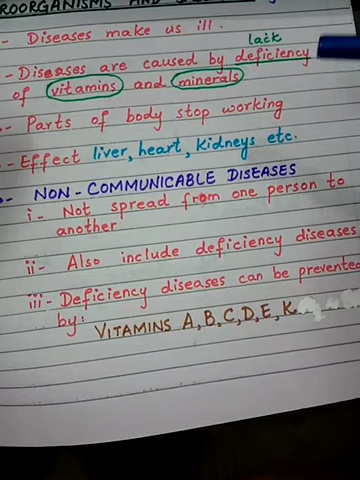 - Diseases make us ill.
lack
- Diseases are caused by deficiency
of vitamins and minerals
- Parts of body stop working
- Effect liver, heart, kidneys etc.
- NON-COMMUNICABLE DISEASES
i- Not spread from one person to
another
ii- Also include deficiency diseases
iii- Deficiency diseases can be prevented
by: VITAMINS A, B, C, D, E, K